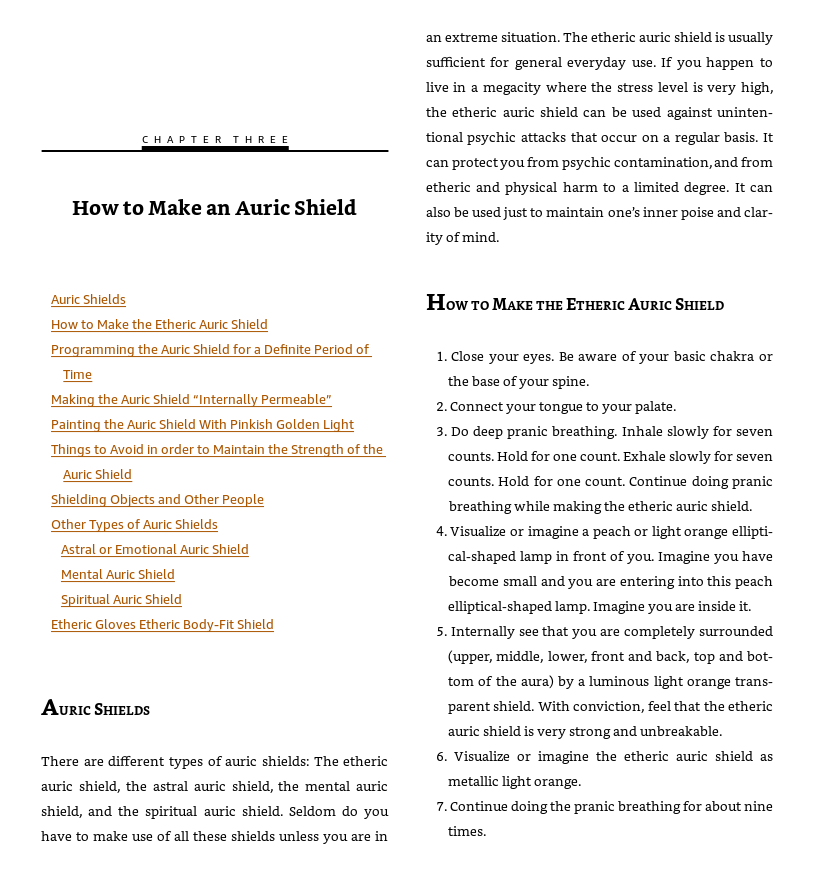 CHAPTER THREE
How to Make an Auric Shield
Auric Shields
How to Make the Etheric Auric Shield
Programming the Auric Shield for a Definite Period of
Time
Making the Auric Shield “Internally Permeable”
Painting the Auric Shield With Pinkish Golden Light
Things to Avoid in order to Maintain the Strength of the
Auric Shield
Shielding Objects and Other People
Other Types of Auric Shields
Astral or Emotional Auric Shield
Mental Auric Shield
Spiritual Auric Shield
Etheric Gloves Etheric Body-Fit Shield
Auric Shields
There are different types of auric shields: The etheric
auric shield, the astral auric shield, the mental auric
shield, and the spiritual auric shield. Seldom do you
have to make use of all these shields unless you are in
an extreme situation. The etheric auric shield is usually
sufficient for general everyday use. If you happen to
live in a megacity where the stress level is very high,
the etheric auric shield can be used against uninten-
tional psychic attacks that occur on a regular basis. It
can protect you from psychic contamination, and from
etheric and physical harm to a limited degree. It can
also be used just to maintain one’s inner poise and clar-
ity of mind.
How to Make the Etheric Auric Shield
1. Close your eyes. Be aware of your basic chakra or
the base of your spine.
2. Connect your tongue to your palate.
3. Do deep pranic breathing. Inhale slowly for seven
counts. Hold for one count. Exhale slowly for seven
counts. Hold for one count. Continue doing pranic
breathing while making the etheric auric shield.
4. Visualize or imagine a peach or light orange ellipti-
cal-shaped lamp in front of you. Imagine you have
become small and you are entering into this peach
elliptical-shaped lamp. Imagine you are inside it.
5. Internally see that you are completely surrounded
(upper, middle, lower, front and back, top and bot-
tom of the aura) by a luminous light orange trans-
parent shield. With conviction, feel that the etheric
auric shield is very strong and unbreakable.
6. Visualize or imagine the etheric auric shield as
metallic light orange.
7. Continue doing the pranic breathing for about nine
times.